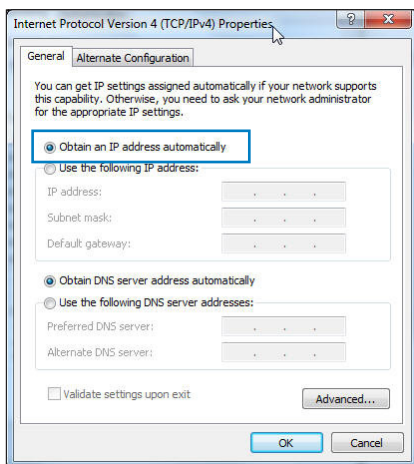 Internet Protocol Version 4 (TCP/IPv4) Properties
General
Alternate Configuration
You can get IP settings assigned automatically if your network supports
this capability. Otherwise, you need to ask your network administrator
for the appropriate IP settings.
Obtain an IP address automatically
Use the following IP address:
IP address:
Subnet mask:
Default gateway:
Obtain DNS server address automatically
Use the following DNS server addresses:
Preferred DNS server:
Alternate DNS server:
Validate settings upon exit
Advanced...
OK
Cancel